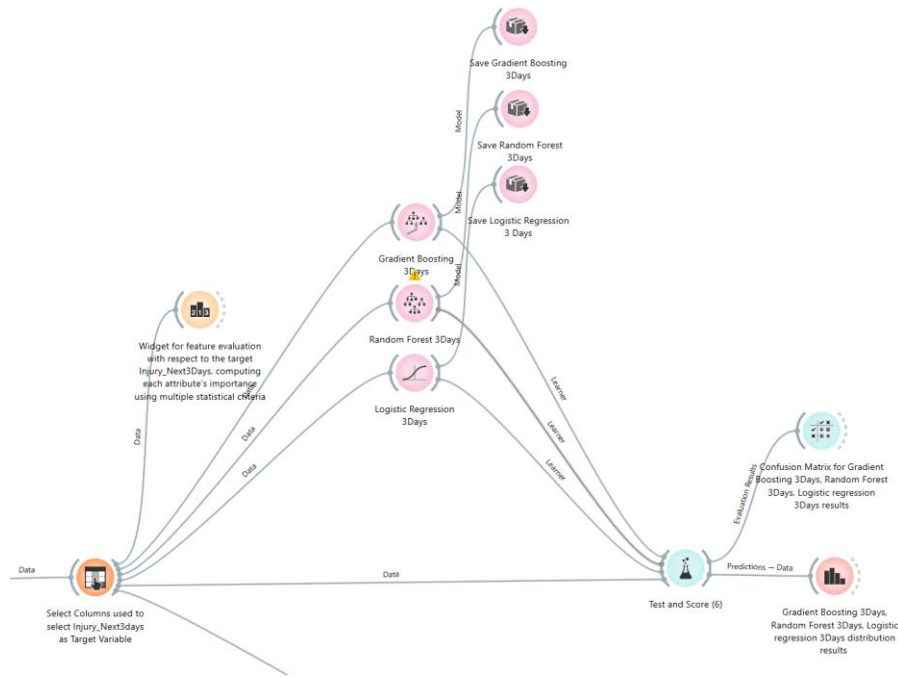 Save Gradient Boosting
3Days
Model
Save Random Forest
3Days
Model
Save Logistic Regression
3 Days
Model
Gradient Boosting
3Days
Random Forest 3Days
Logistic Regression
3Days
213
Widget for feature evaluation
with respect to the target
Injury_Next3Days, computing
each attribute's importance
using multiple statistical criteria
Data
Data
Data
Data
Learner
Learner
Learner
Data
Select Columns used to
select Injury_Next3days
as Target Variable
Data
Test and Score (6)
Evaluation Results
Confusion Matrix for Gradient
Boosting 3Days, Random Forest
3Days, Logistic regression
3Days results
Predictions → Data
Gradient Boosting 3Days,
Random Forest 3Days, Logistic
regression 3Days distribution
results